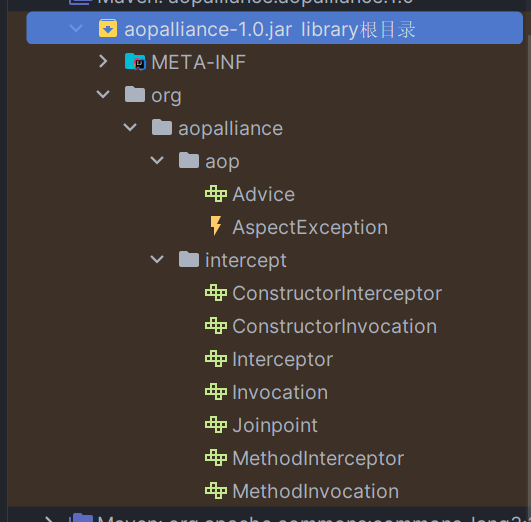 Maven: aopalliance:aopalliance:1.0
aopalliance-1.0.jar library根目录
META-INF
org
aopalliance
aop
Advice
AspectException
intercept
ConstructorInterceptor
ConstructorInvocation
Interceptor
Invocation
Joinpoint
MethodInterceptor
MethodInvocation
Maven: org.apache.commons:commons-lang3